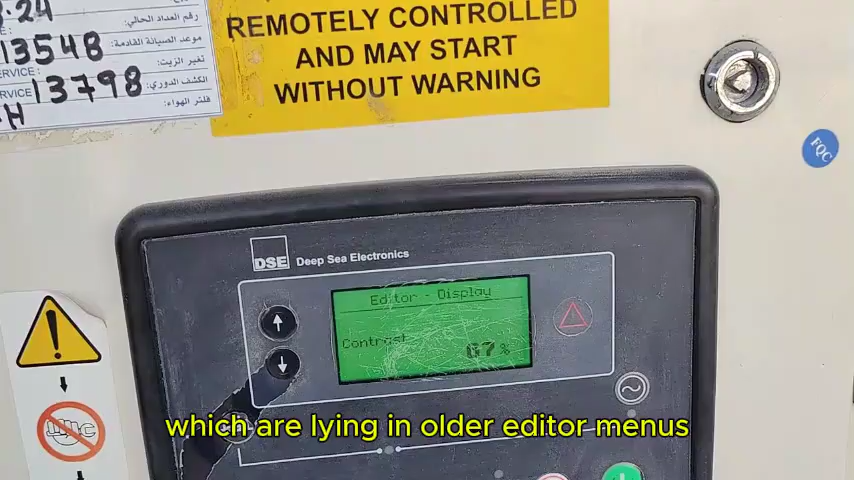 رقم العداد الحالي:
13548
موعد الصيانة القادمة:
SERVICE:
تغير الزيت:
13798
الكشف الدوري:
فلتر الهواء:
H
REMOTELY CONTROLLED
AND MAY START
WITHOUT WARNING
FQC
DSE Deep Sea Electronics
Editor - Display
Contrast
67%
which are lying in older editor menus